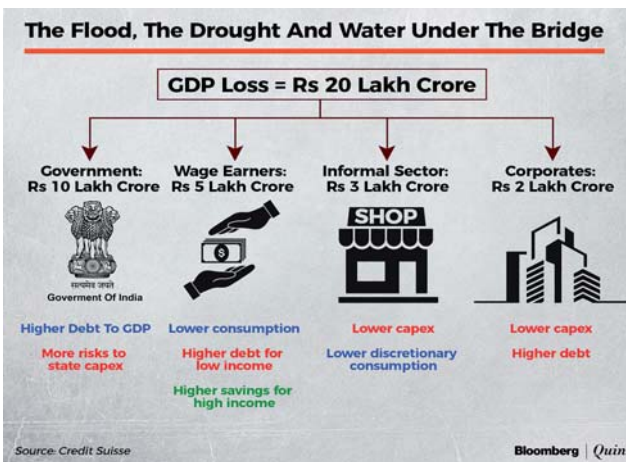 The Flood, The Drought And Water Under The Bridge
GDP Loss = Rs 20 Lakh Crore
Government:
Rs 10 Lakh Crore
सत्यमेव जयते
Goverment Of India
Higher Debt To GDP
More risks to
state capex
Wage Earners:
Rs 5 Lakh Crore
$
Lower consumption
Higher debt for
low income
Higher savings for
high income
Informal Sector:
Rs 3 Lakh Crore
SHOP
Lower capex
Lower discretionary
consumption
Corporates:
Rs 2 Lakh Crore
Lower capex
Higher debt
Source: Credit Suisse
Bloomberg | Quin